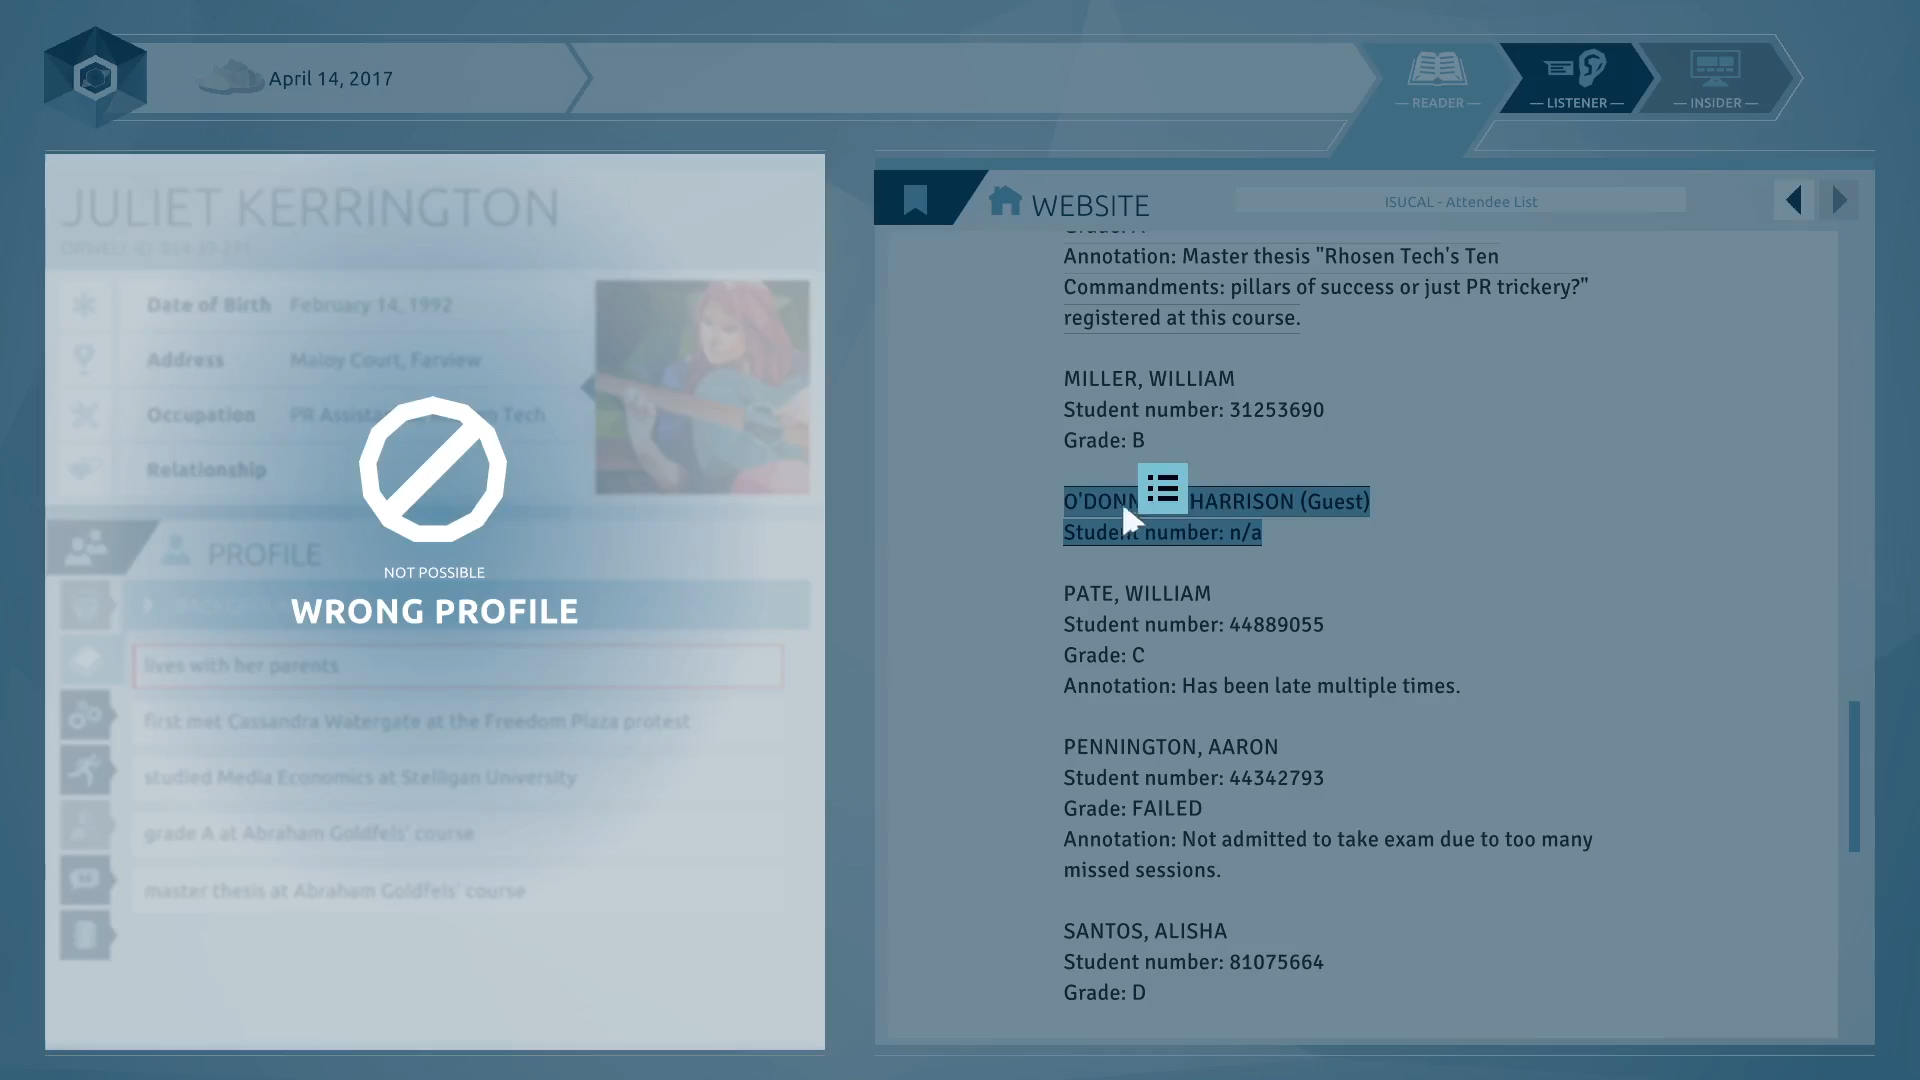 April 14, 2017
— READER —
— LISTENER —
— INSIDER —
JULIET KERRINGTON
Date of Birth February 14, 1992
Address Maloy Court, Farview
Occupation PR Tech
Relationship
PROFILE
NOT POSSIBLE
WRONG PROFILE
lives with her parents
first met Cassandra Watergate at the Freedom Plaza protest
studied Media Economics at Stelligan University
grade A at Abraham Goldfels' course
master thesis at Abraham Goldfels' course
WEBSITE
ISUCAL - Attendee List
Annotation: Master thesis "Rhosen Tech's Ten
Commandments: pillars of success or just PR trickery?"
registered at this course.
MILLER, WILLIAM
Student number: 31253690
Grade: B
HARRISON (Guest)
Student number: n/a
PATE, WILLIAM
Student number: 44889055
Grade: C
Annotation: Has been late multiple times.
PENNINGTON, AARON
Student number: 44342793
Grade: FAILED
Annotation: Not admitted to take exam due to too many
missed sessions.
SANTOS, ALISHA
Student number: 81075664
Grade: D